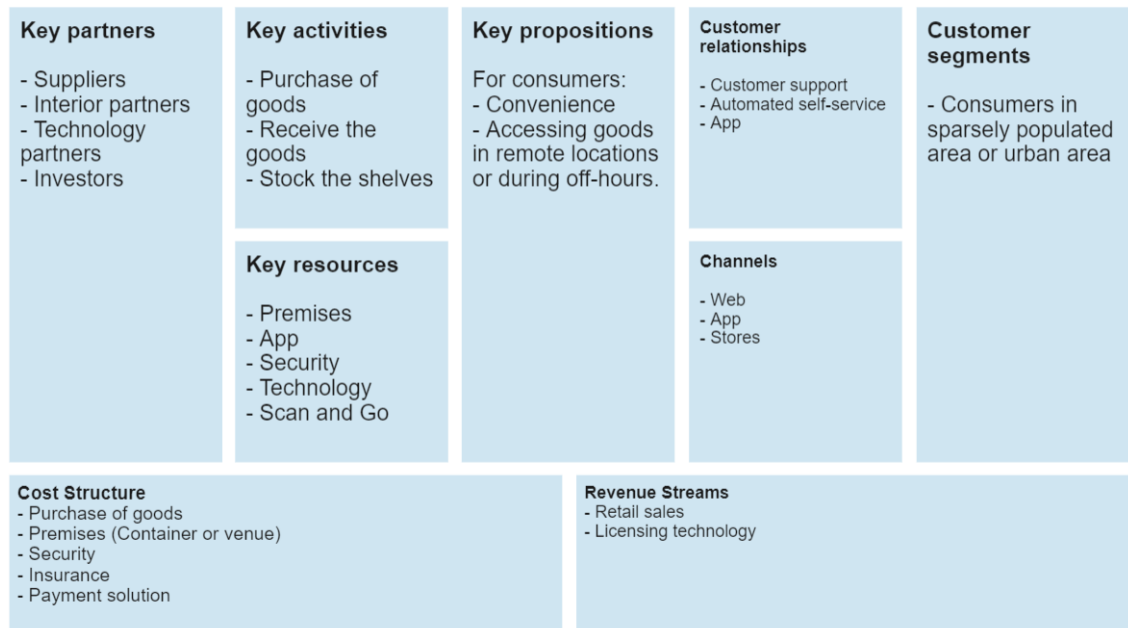 Key partners
- Suppliers
- Interior partners
- Technology
partners
- Investors
Key activities
- Purchase of
goods
- Receive the
goods
- Stock the shelves
Key resources
- Premises
- App
- Security
- Technology
- Scan and Go
Key propositions
For consumers:
- Convenience
- Accessing goods
in remote locations
or during off-hours.
Customer
relationships
- Customer support
- Automated self-service
- App
Channels
- Web
- App
- Stores
Customer
segments
- Consumers in
sparsely populated
area or urban area
Cost Structure
- Purchase of goods
- Premises (Container or venue)
- Security
- Insurance
- Payment solution
Revenue Streams
- Retail sales
- Licensing technology